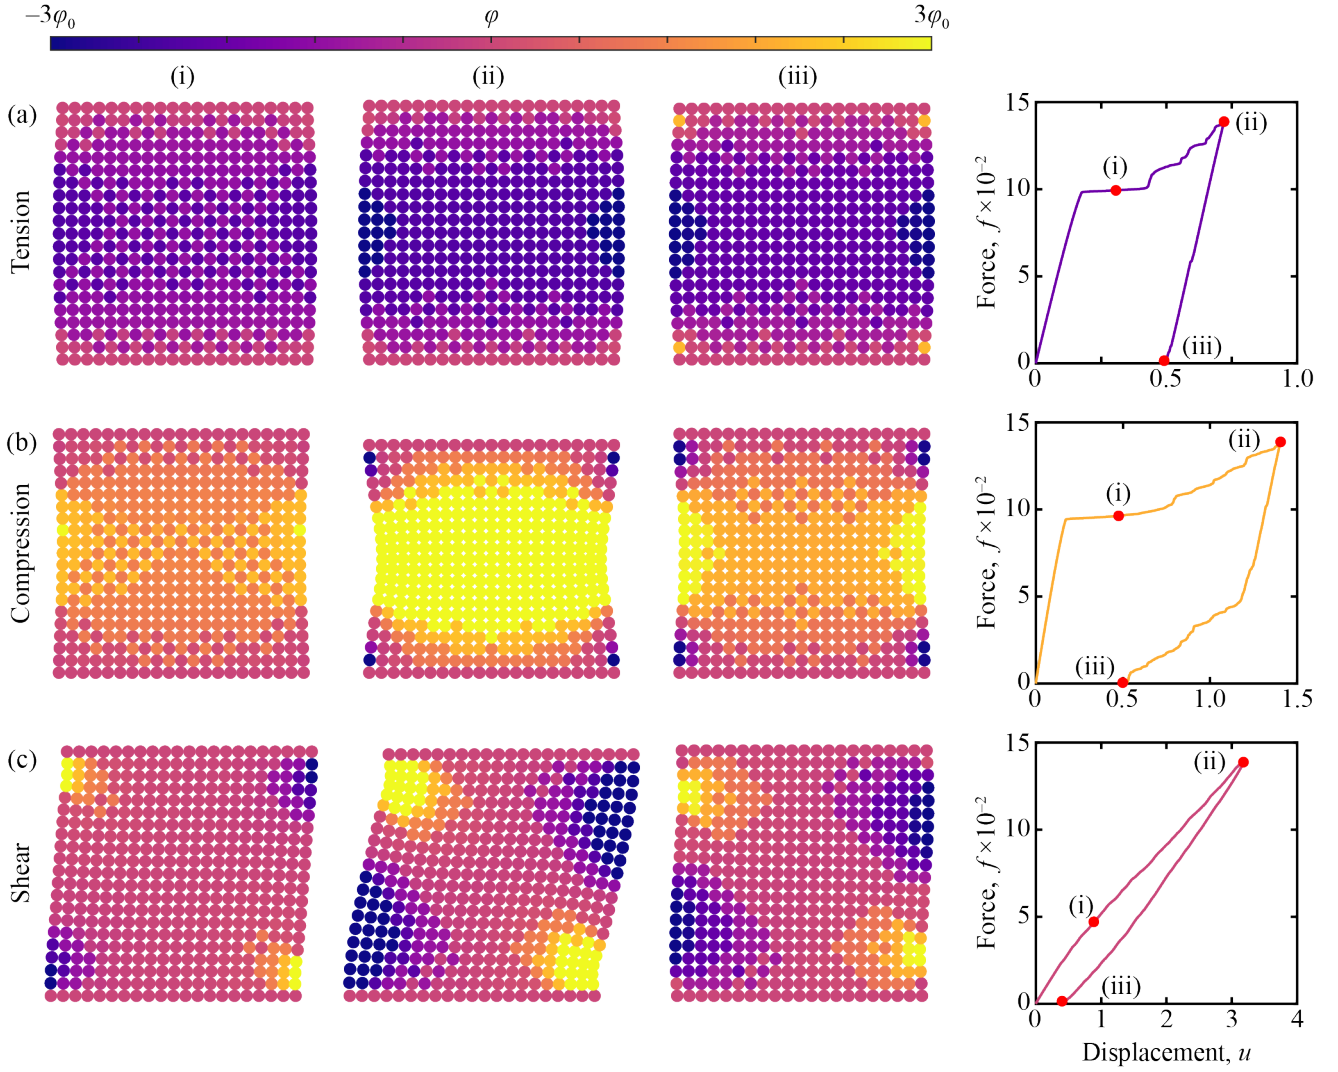 −3φ₀ φ 3φ₀
(i) (ii) (iii)
(a) Tension
Force, f × 10⁻²
15
10
5
0
0 0.5 1.0
(i) (ii) (iii)
(b) Compression
Force, f × 10⁻²
15
10
5
0
0 0.5 1.0 1.5
(i) (ii) (iii)
(c) Shear
Force, f × 10⁻²
15
10
5
0
0 1 2 3 4
(i) (ii) (iii)
Displacement, u